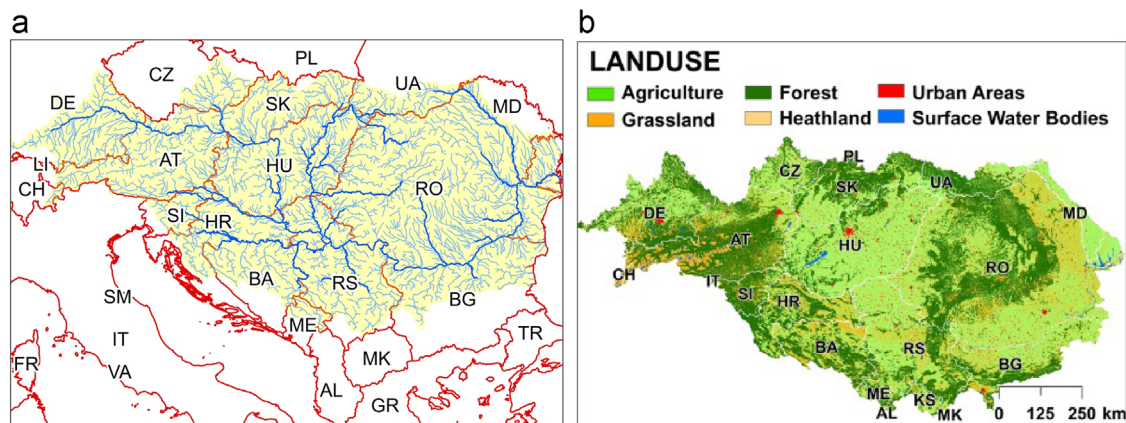 a
CZ
PL
UA
DE
SK
MD
LI
AT
HU
CH
RO
SI
HR
BA
RS
BG
SM
ME
IT
TR
MK
FR
VA
AL
GR
b
LANDUSE
Agriculture Forest Urban Areas
Grassland Heathland Surface Water Bodies
CZ
PL
SK
UA
DE
MD
AT
HU
RO
CH
IT
SI
HR
BA
RS
BG
ME
KS
AL
MK
0 125 250 km